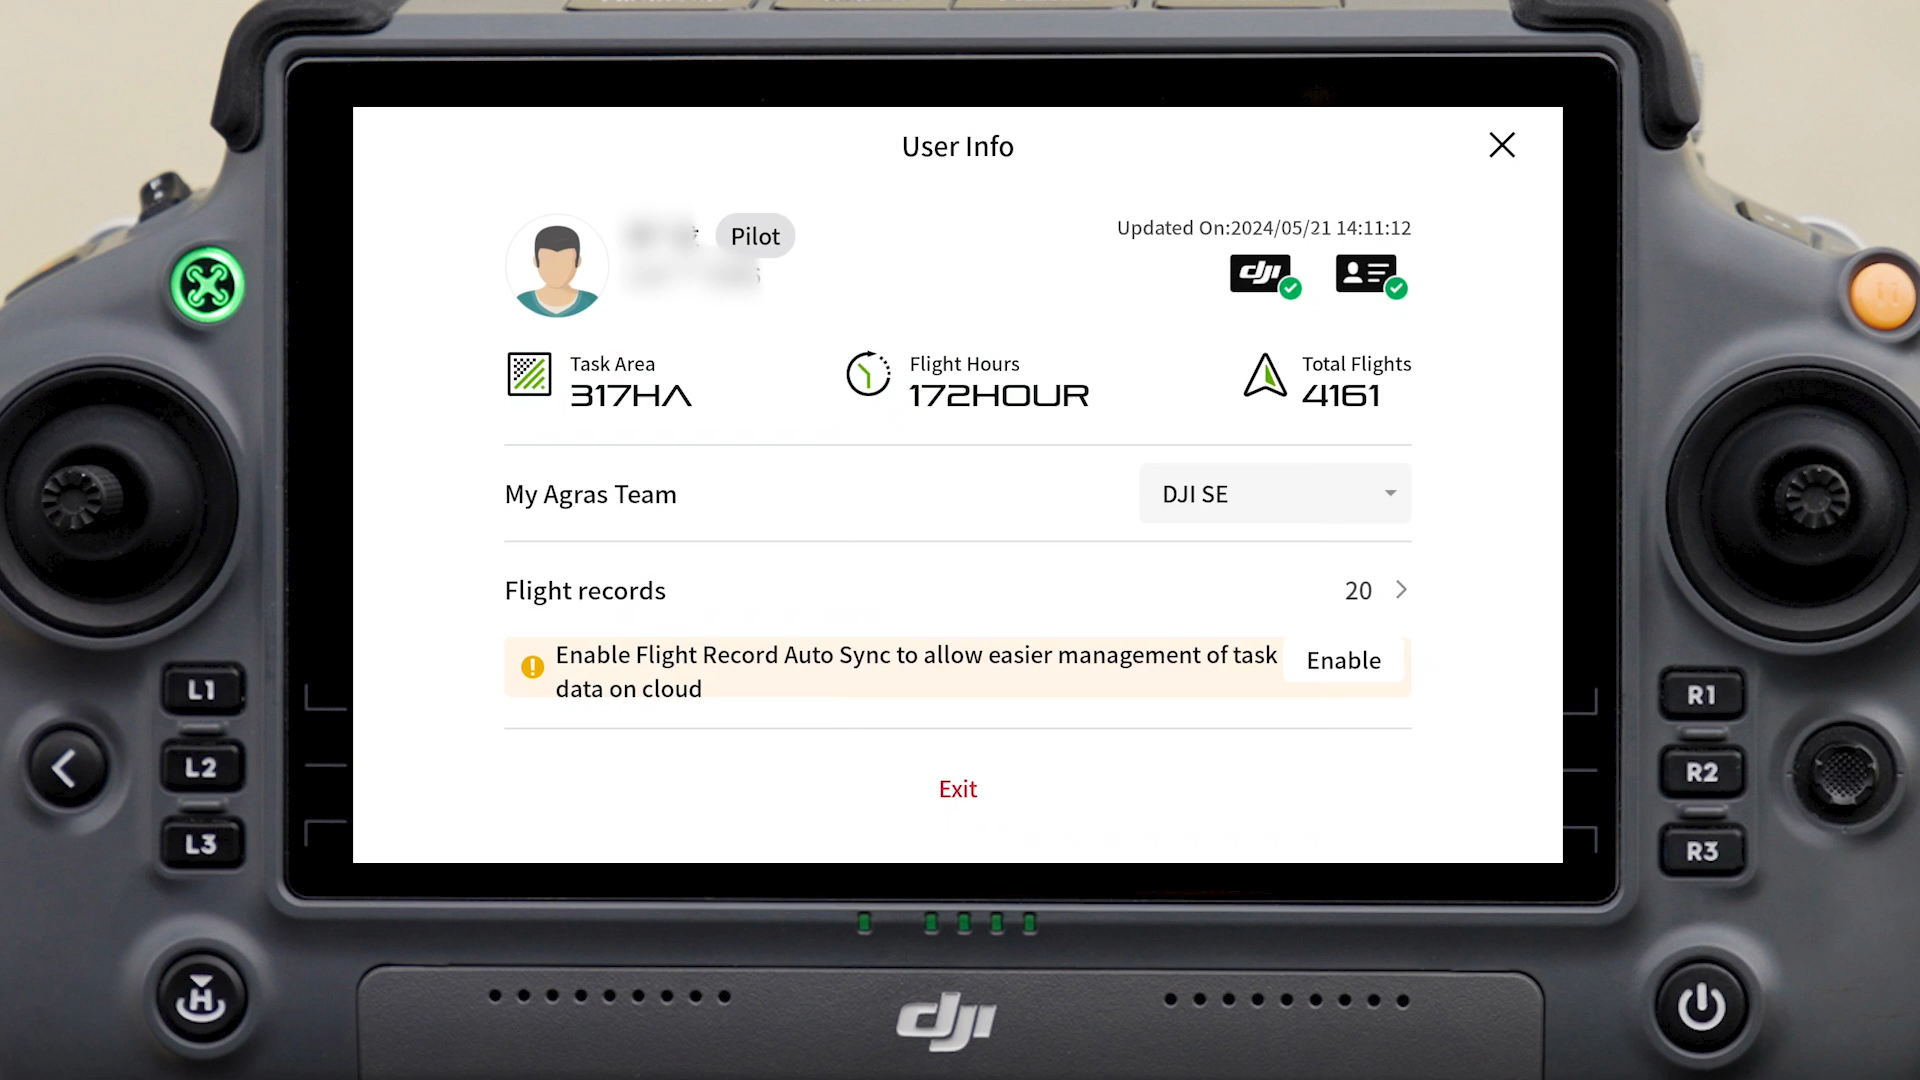 User Info
Pilot
Updated On:2024/05/21 14:11:12
dji
Task Area
317HA
Flight Hours
172HOUR
Total Flights
4161
My Agras Team
DJI SE
Flight records
20
Enable Flight Record Auto Sync to allow easier management of task
data on cloud
Enable
Exit
L1
L2
L3
R1
R2
R3
H
dji